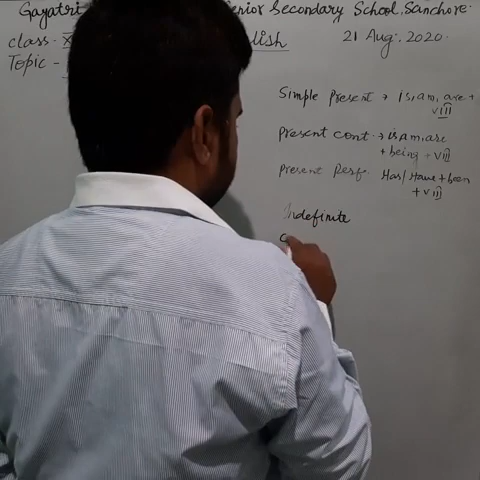 Gayatri enior Secondary School, Sanchore.
class - X lish 21 Aug. 2020.
Topic -
Simple present → is, am, are +
VIII
present cont. → is am, are
+ being + VIII
present Perf. Has/Have + been
+ VIII
Indefinite